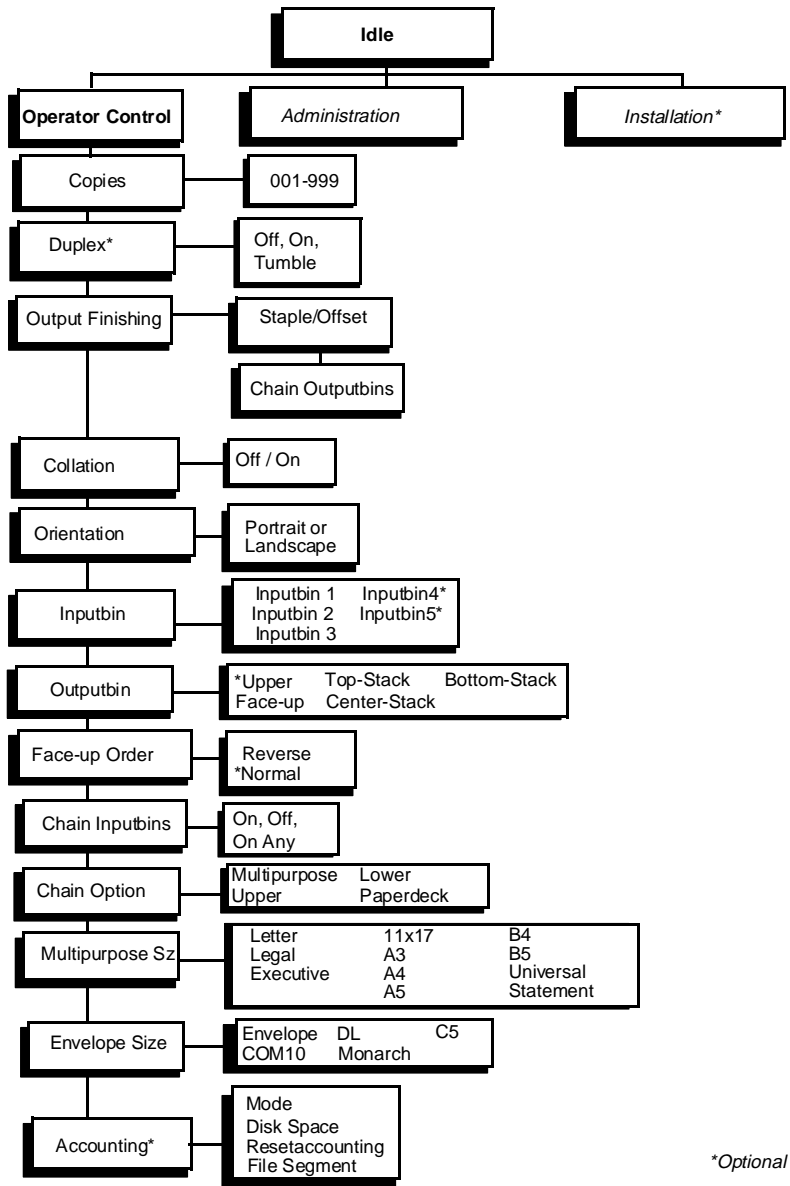 Idle
Operator Control
Administration
Installation*
Copies
001-999
Duplex*
Off, On,
Tumble
Output Finishing
Staple/Offset
Chain Outputbins
Collation
Off / On
Orientation
Portrait or
Landscape
Inputbin
Inputbin 1 Inputbin4*
Inputbin 2 Inputbin5*
Inputbin 3
Outputbin
*Upper Top-Stack Bottom-Stack
Face-up Center-Stack
Face-up Order
Reverse
*Normal
Chain Inputbins
On, Off,
On Any
Chain Option
Multipurpose Lower
Upper Paperdeck
Multipurpose Sz
Letter 11x17 B4
Legal A3 B5
Executive A4 Universal
A5 Statement
Envelope Size
Envelope DL C5
COM10 Monarch
Accounting*
Mode
Disk Space
Resetaccounting
File Segment
*Optional